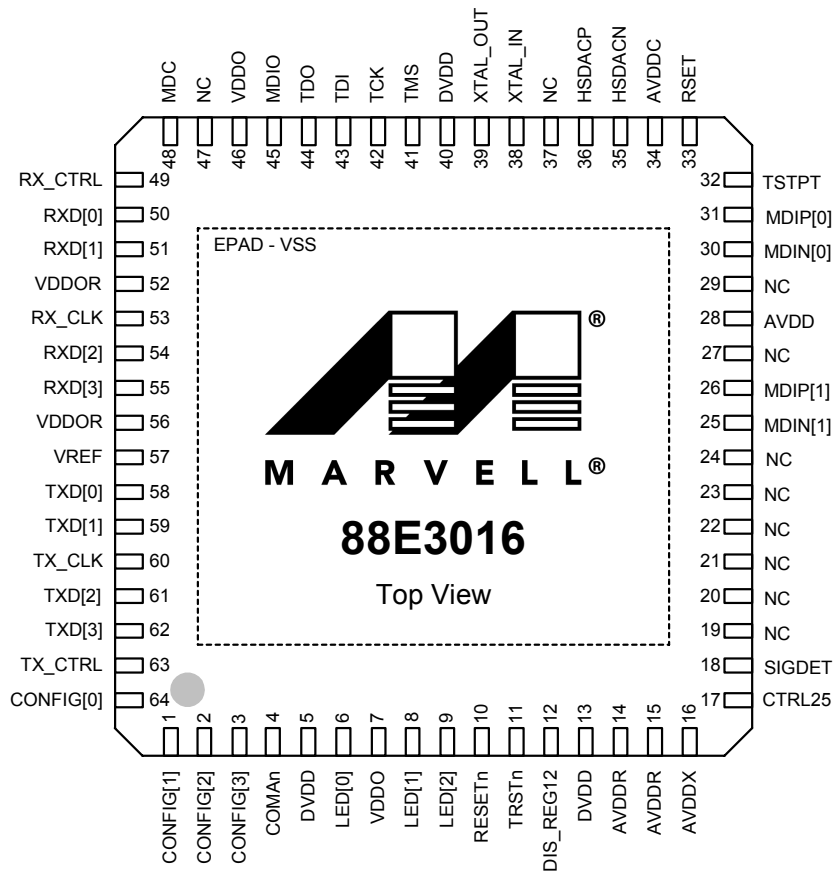 MDC
NC
VDDO
MDIO
TDO
TDI
TCK
TMS
DVDD
XTAL_OUT
XTAL_IN
NC
HSDACP
HSDACN
AVDDC
RSET
48
47
46
45
44
43
42
41
40
39
38
37
36
35
34
33
RX_CTRL 49
RXD[0] 50
RXD[1] 51
VDDOR 52
RX_CLK 53
RXD[2] 54
RXD[3] 55
VDDOR 56
VREF 57
TXD[0] 58
TXD[1] 59
TX_CLK 60
TXD[2] 61
TXD[3] 62
TX_CTRL 63
CONFIG[0] 64
EPAD - VSS
®
MARVELL®
88E3016
Top View
32 TSTPT
31 MDIP[0]
30 MDIN[0]
29 NC
28 AVDD
27 NC
26 MDIP[1]
25 MDIN[1]
24 NC
23 NC
22 NC
21 NC
20 NC
19 NC
18 SIGDET
17 CTRL25
1
2
3
4
5
6
7
8
9
10
11
12
13
14
15
16
CONFIG[1]
CONFIG[2]
CONFIG[3]
COMAn
DVDD
LED[0]
VDDO
LED[1]
LED[2]
RESETn
TRSTn
DIS_REG12
DVDD
AVDDR
AVDDR
AVDDX